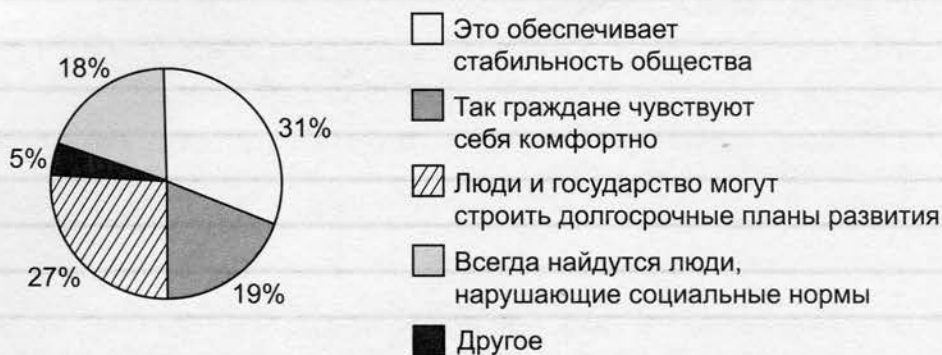 18%
31%
5%
27%
19%
Это обеспечивает
стабильность общества
Так граждане чувствуют
себя комфортно
Люди и государство могут
строить долгосрочные планы развития
Всегда найдутся люди,
нарушающие социальные нормы
Другое